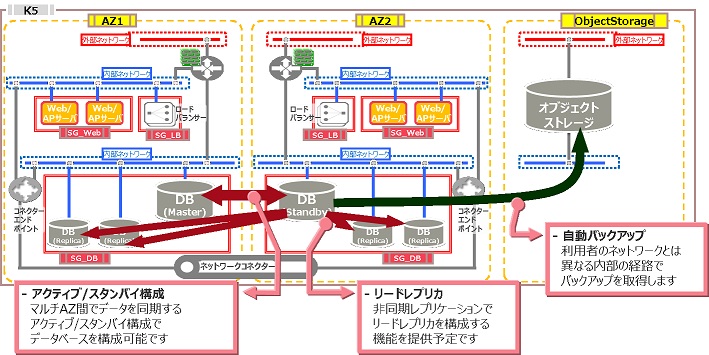 K5
AZ1
AZ2
ObjectStorage
外部ネットワーク
外部ネットワーク
外部ネットワーク
内部ネットワーク
内部ネットワーク
Web/
APサーバ
Web/
APサーバ
SG_Web
ロード
バランサー
SG_LB
ロード
バランサー
SG_LB
Web/
APサーバ
Web/
APサーバ
SG_Web
オブジェクト
ストレージ
内部ネットワーク
内部ネットワーク
コネクター
エンド
ポイント
DB
(Master)
DB
(Replica)
DB
(Replica)
SG_DB
DB
(Standby)
DB
(Replica)
DB
(Replica)
SG_DB
コネクター
エンド
ポイント
ネットワークコネクター
- 自動バックアップ
利用者のネットワークとは
異なる内部の経路で
バックアップを取得します
- アクティブ/スタンバイ構成
マルチAZ間でデータを同期する
アクティブ/スタンバイ構成で
データベースを構成可能です
- リードレプリカ
非同期レプリケーションで
リードレプリカを構成する
機能を提供予定です